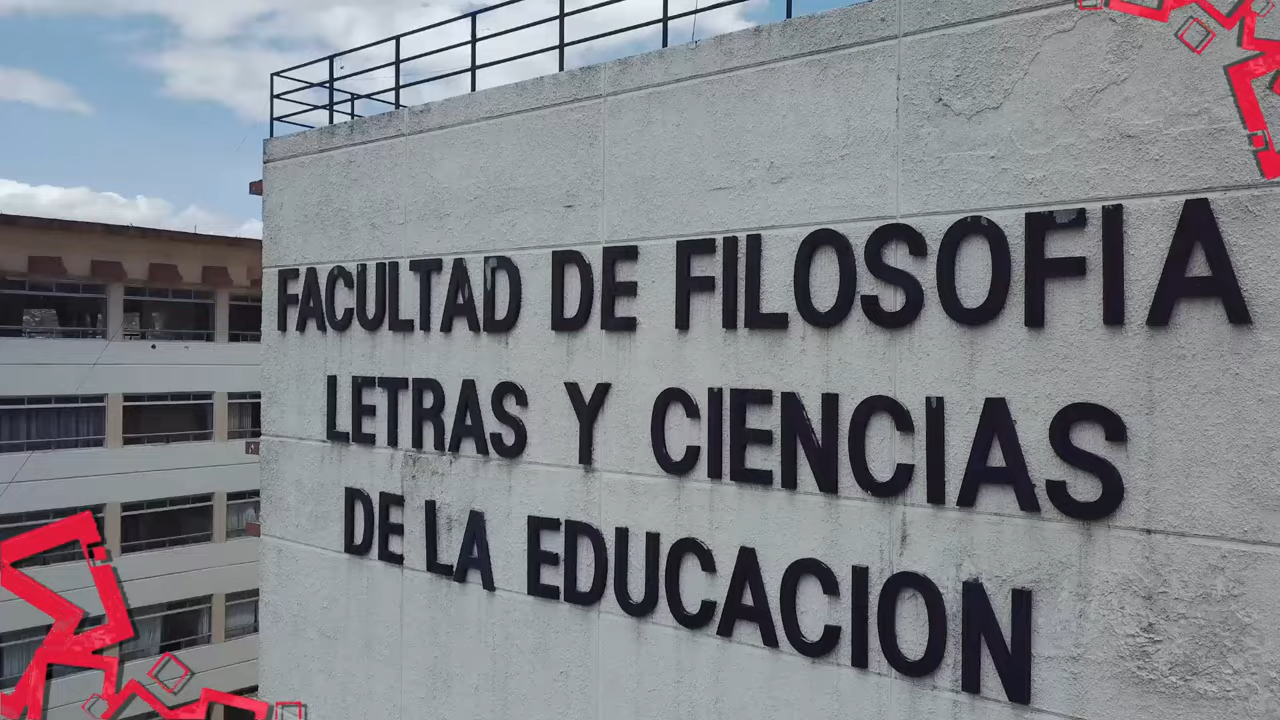 FACULTAD DE FILOSOFIA
LETRAS Y CIENCIAS
DE LA EDUCACION